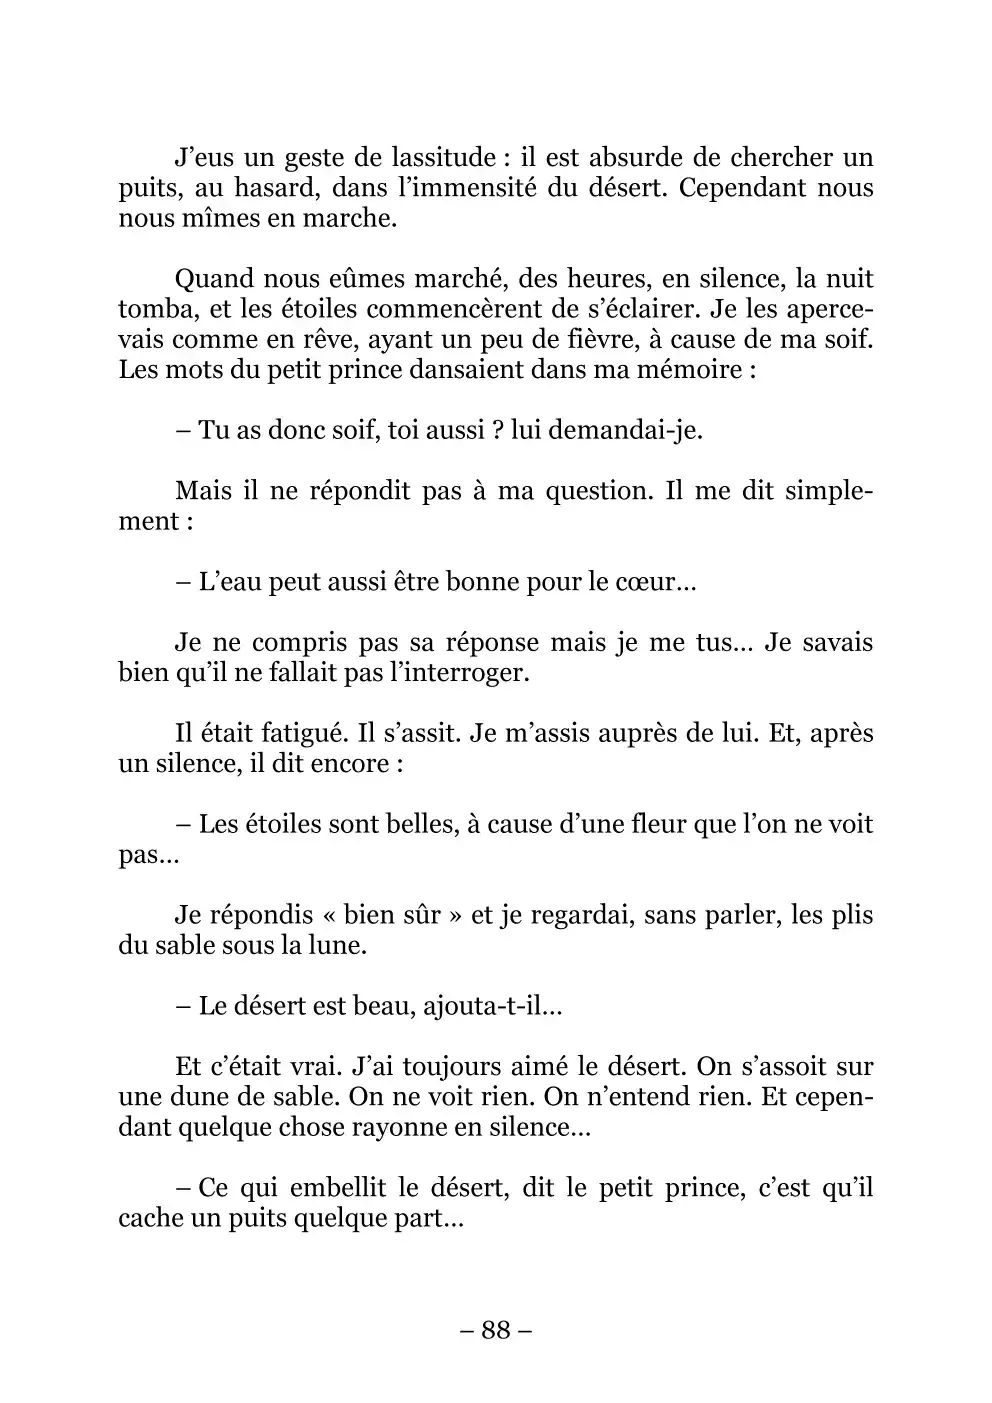 J’eus un geste de lassitude : il est absurde de chercher un
puits, au hasard, dans l’immensité du désert. Cependant nous
nous mîmes en marche.
Quand nous eûmes marché, des heures, en silence, la nuit
tomba, et les étoiles commencèrent de s’éclairer. Je les aperce-
vais comme en rêve, ayant un peu de fièvre, à cause de ma soif.
Les mots du petit prince dansaient dans ma mémoire :
– Tu as donc soif, toi aussi ? lui demandai-je.
Mais il ne répondit pas à ma question. Il me dit simple-
ment :
– L’eau peut aussi être bonne pour le cœur…
Je ne compris pas sa réponse mais je me tus… Je savais
bien qu’il ne fallait pas l’interroger.
Il était fatigué. Il s’assit. Je m’assis auprès de lui. Et, après
un silence, il dit encore :
– Les étoiles sont belles, à cause d’une fleur que l’on ne voit
pas…
Je répondis « bien sûr » et je regardai, sans parler, les plis
du sable sous la lune.
– Le désert est beau, ajouta-t-il…
Et c’était vrai. J’ai toujours aimé le désert. On s’assoit sur
une dune de sable. On ne voit rien. On n’entend rien. Et cepen-
dant quelque chose rayonne en silence…
– Ce qui embellit le désert, dit le petit prince, c’est qu’il
cache un puits quelque part…
– 88 –